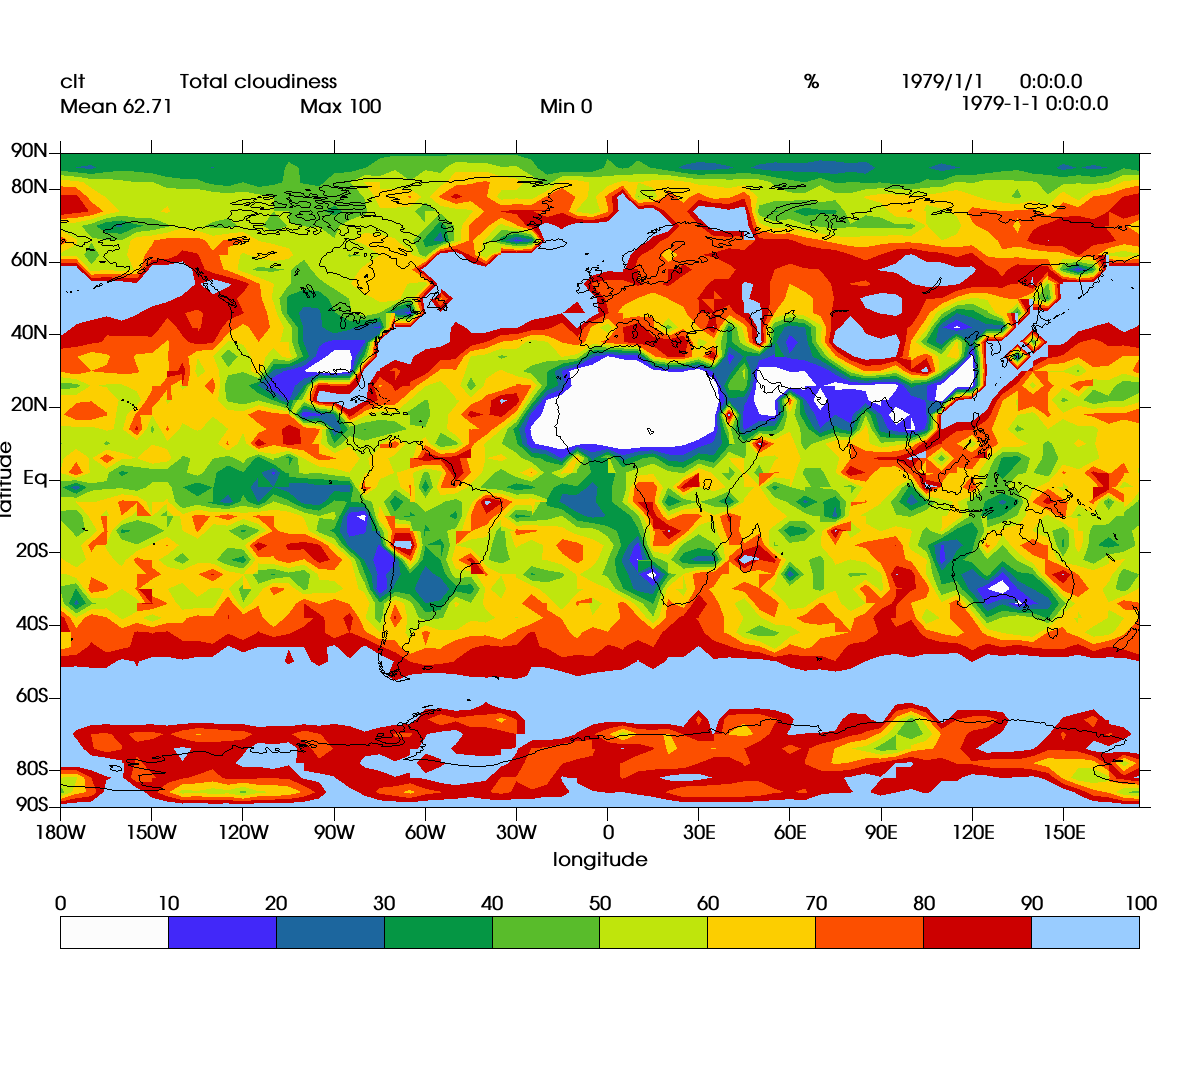 clt Total cloudiness % 1979/1/1 0:0:0.0
Mean 62.71 Max 100 Min 0 1979-1-1 0:0:0.0
90N
80N
60N
40N
20N
Eq
20S
40S
60S
80S
90S
latitude
180W 150W 120W 90W 60W 30W 0 30E 60E 90E 120E 150E
longitude
0 10 20 30 40 50 60 70 80 90 100